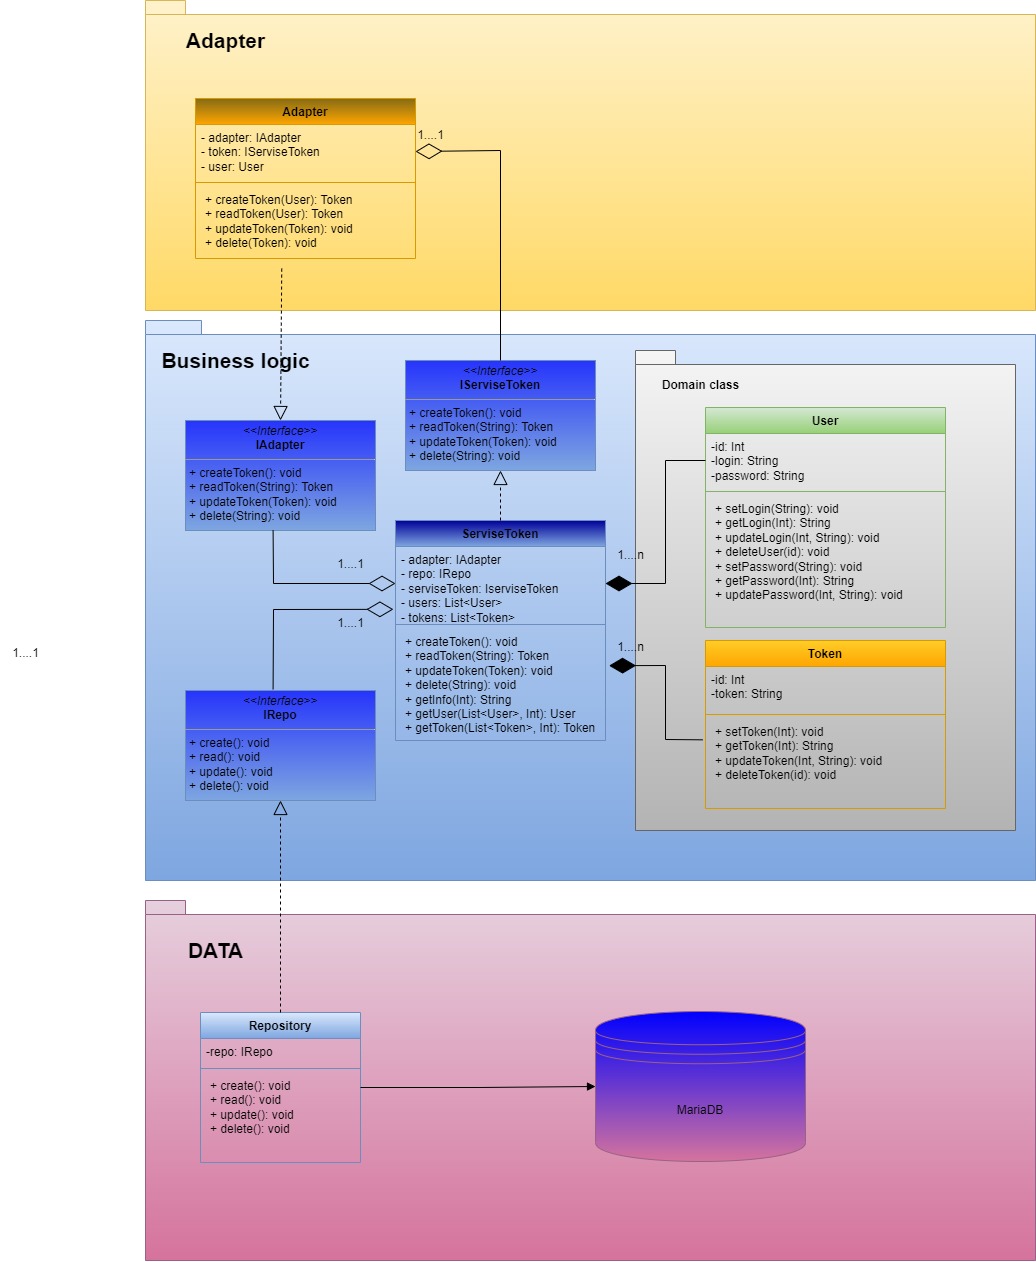 Adapter
Adapter
- adapter: IAdapter
- token: IServiseToken
- user: User
+ createToken(User): Token
+ readToken(User): Token
+ updateToken(Token): void
+ delete(Token): void
1....1
Business logic
<<Interface>>
IServiseToken
+ createToken(): void
+ readToken(String): Token
+ updateToken(Token): void
+ delete(String): void
<<Interface>>
IAdapter
+ createToken(): void
+ readToken(String): Token
+ updateToken(Token): void
+ delete(String): void
Domain class
User
-id: Int
-login: String
-password: String
+ setLogin(String): void
+ getLogin(Int): String
+ updateLogin(Int, String): void
+ deleteUser(id): void
+ setPassword(String): void
+ getPassword(Int): String
+ updatePassword(Int, String): void
ServiseToken
- adapter: IAdapter
- repo: IRepo
- serviseToken: IserviseToken
- users: List<User>
- tokens: List<Token>
+ createToken(): void
+ readToken(String): Token
+ updateToken(Token): void
+ delete(String): void
+ getInfo(Int): String
+ getUser(List<User>, Int): User
+ getToken(List<Token>, Int): Token
1....1
1....1
1....n
1....n
1....1
Token
-id: Int
-token: String
+ setToken(Int): void
+ getToken(Int): String
+ updateToken(Int, String): void
+ deleteToken(id): void
<<Interface>>
IRepo
+ create(): void
+ read(): void
+ update(): void
+ delete(): void
DATA
Repository
-repo: IRepo
+ create(): void
+ read(): void
+ update(): void
+ delete(): void
MariaDB